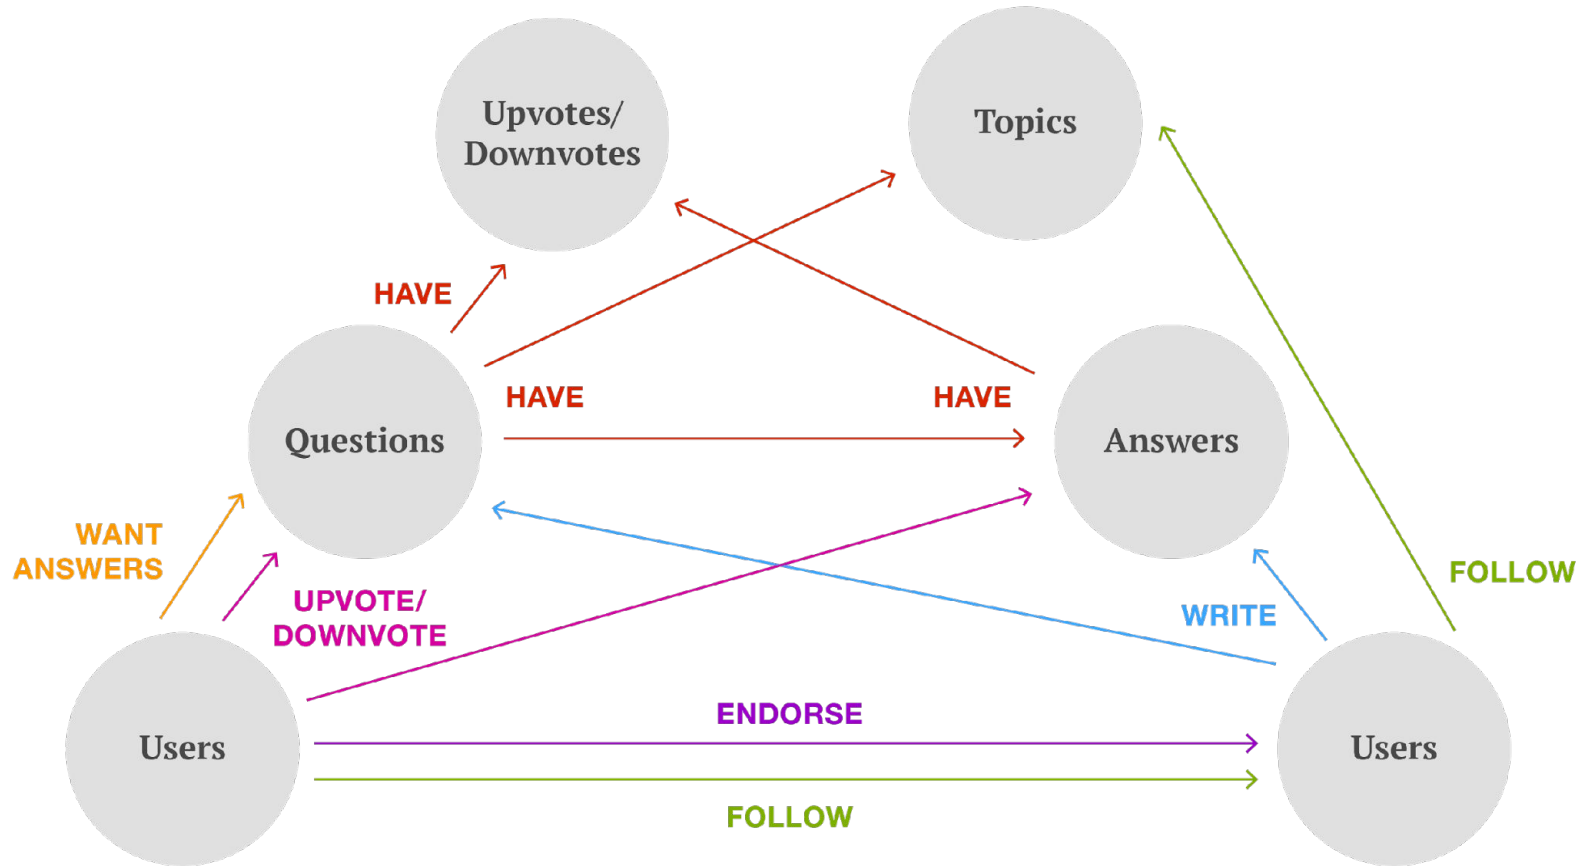 Upvotes/
Downvotes
Topics
HAVE
HAVE
HAVE
Questions
Answers
WANT
ANSWERS
UPVOTE/
DOWNVOTE
WRITE
FOLLOW
ENDORSE
Users
Users
FOLLOW